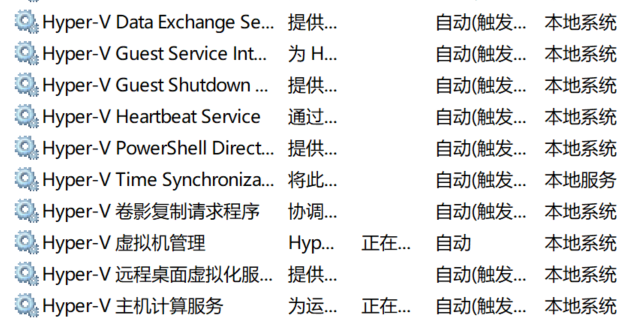 Hyper-V Data Exchange Se... 提供... 自动(触发... 本地系统
Hyper-V Guest Service Int... 为 H... 自动(触发... 本地系统
Hyper-V Guest Shutdown ... 提供... 自动(触发... 本地系统
Hyper-V Heartbeat Service 通过... 自动(触发... 本地系统
Hyper-V PowerShell Direct... 提供... 自动(触发... 本地系统
Hyper-V Time Synchroniza... 将此... 自动(触发... 本地服务
Hyper-V 卷影复制请求程序 协调... 自动(触发... 本地系统
Hyper-V 虚拟机管理 Hyp... 正在... 自动 本地系统
Hyper-V 远程桌面虚拟化服... 提供... 自动(触发... 本地系统
Hyper-V 主机计算服务 为运... 正在... 自动(触发... 本地系统